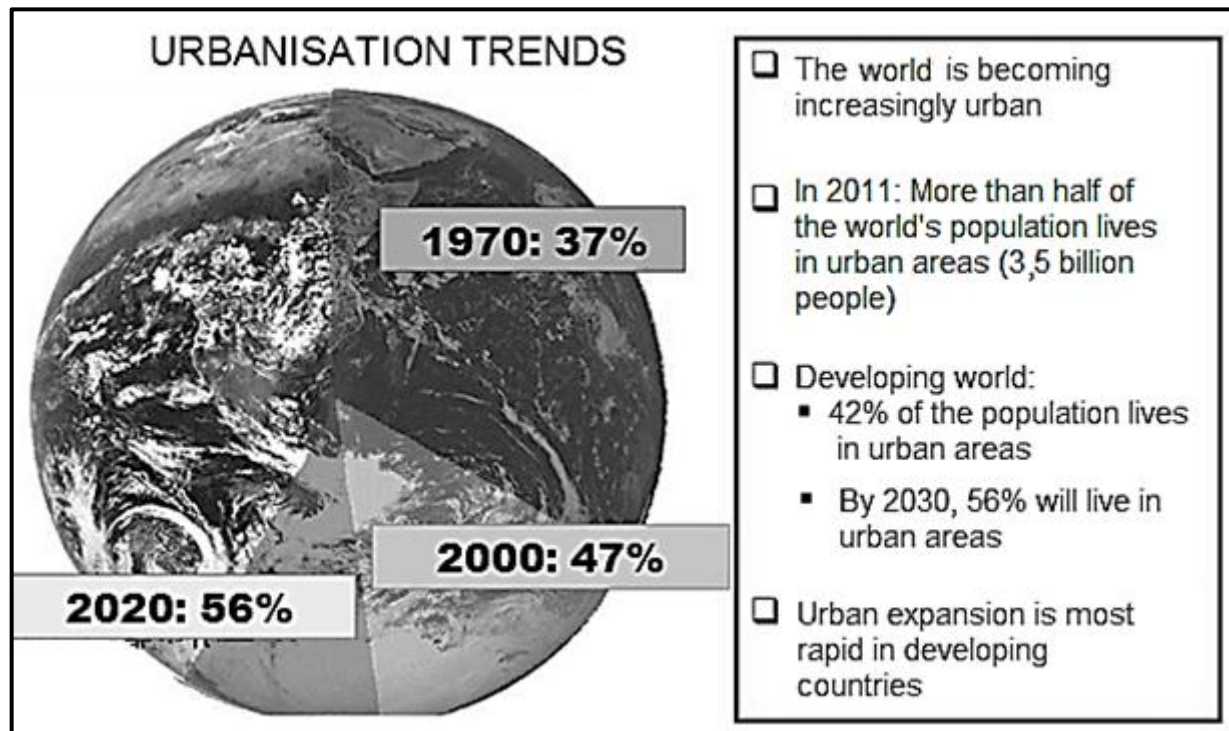 URBANISATION TRENDS
1970: 37%
2000: 47%
2020: 56%
❑ The world is becoming
increasingly urban
❑ In 2011: More than half of
the world's population lives
in urban areas (3,5 billion
people)
❑ Developing world:
▪ 42% of the population lives
in urban areas
▪ By 2030, 56% will live in
urban areas
❑ Urban expansion is most
rapid in developing
countries